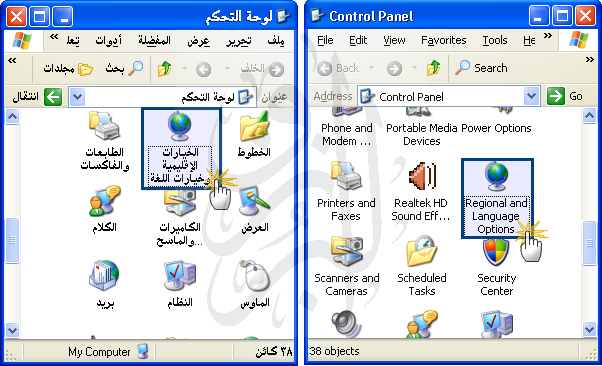 لوحة التحكم
ملف تحرير عرض المفضلة أدوات تعل
الخلف بحث مجلدات
عنوان لوحة التحكم انتقال
الخطوط
الخيارات
الإقليمية
وخيارات اللغة
الطابعات
والفاكسات
العرض
الكاميرات
والماسح...
الكلام
الماوس
النظام
بريد
٣٨ كائن
My Computer
Control Panel
File Edit View Favorites Tools He
Back Search
Address Control Panel Go
Phone and
Modem ...
Portable Media
Devices
Power Options
Printers and
Faxes
Realtek HD
Sound Eff...
Regional and
Language
Options
Scanners and
Cameras
Scheduled
Tasks
Security
Center
38 objects